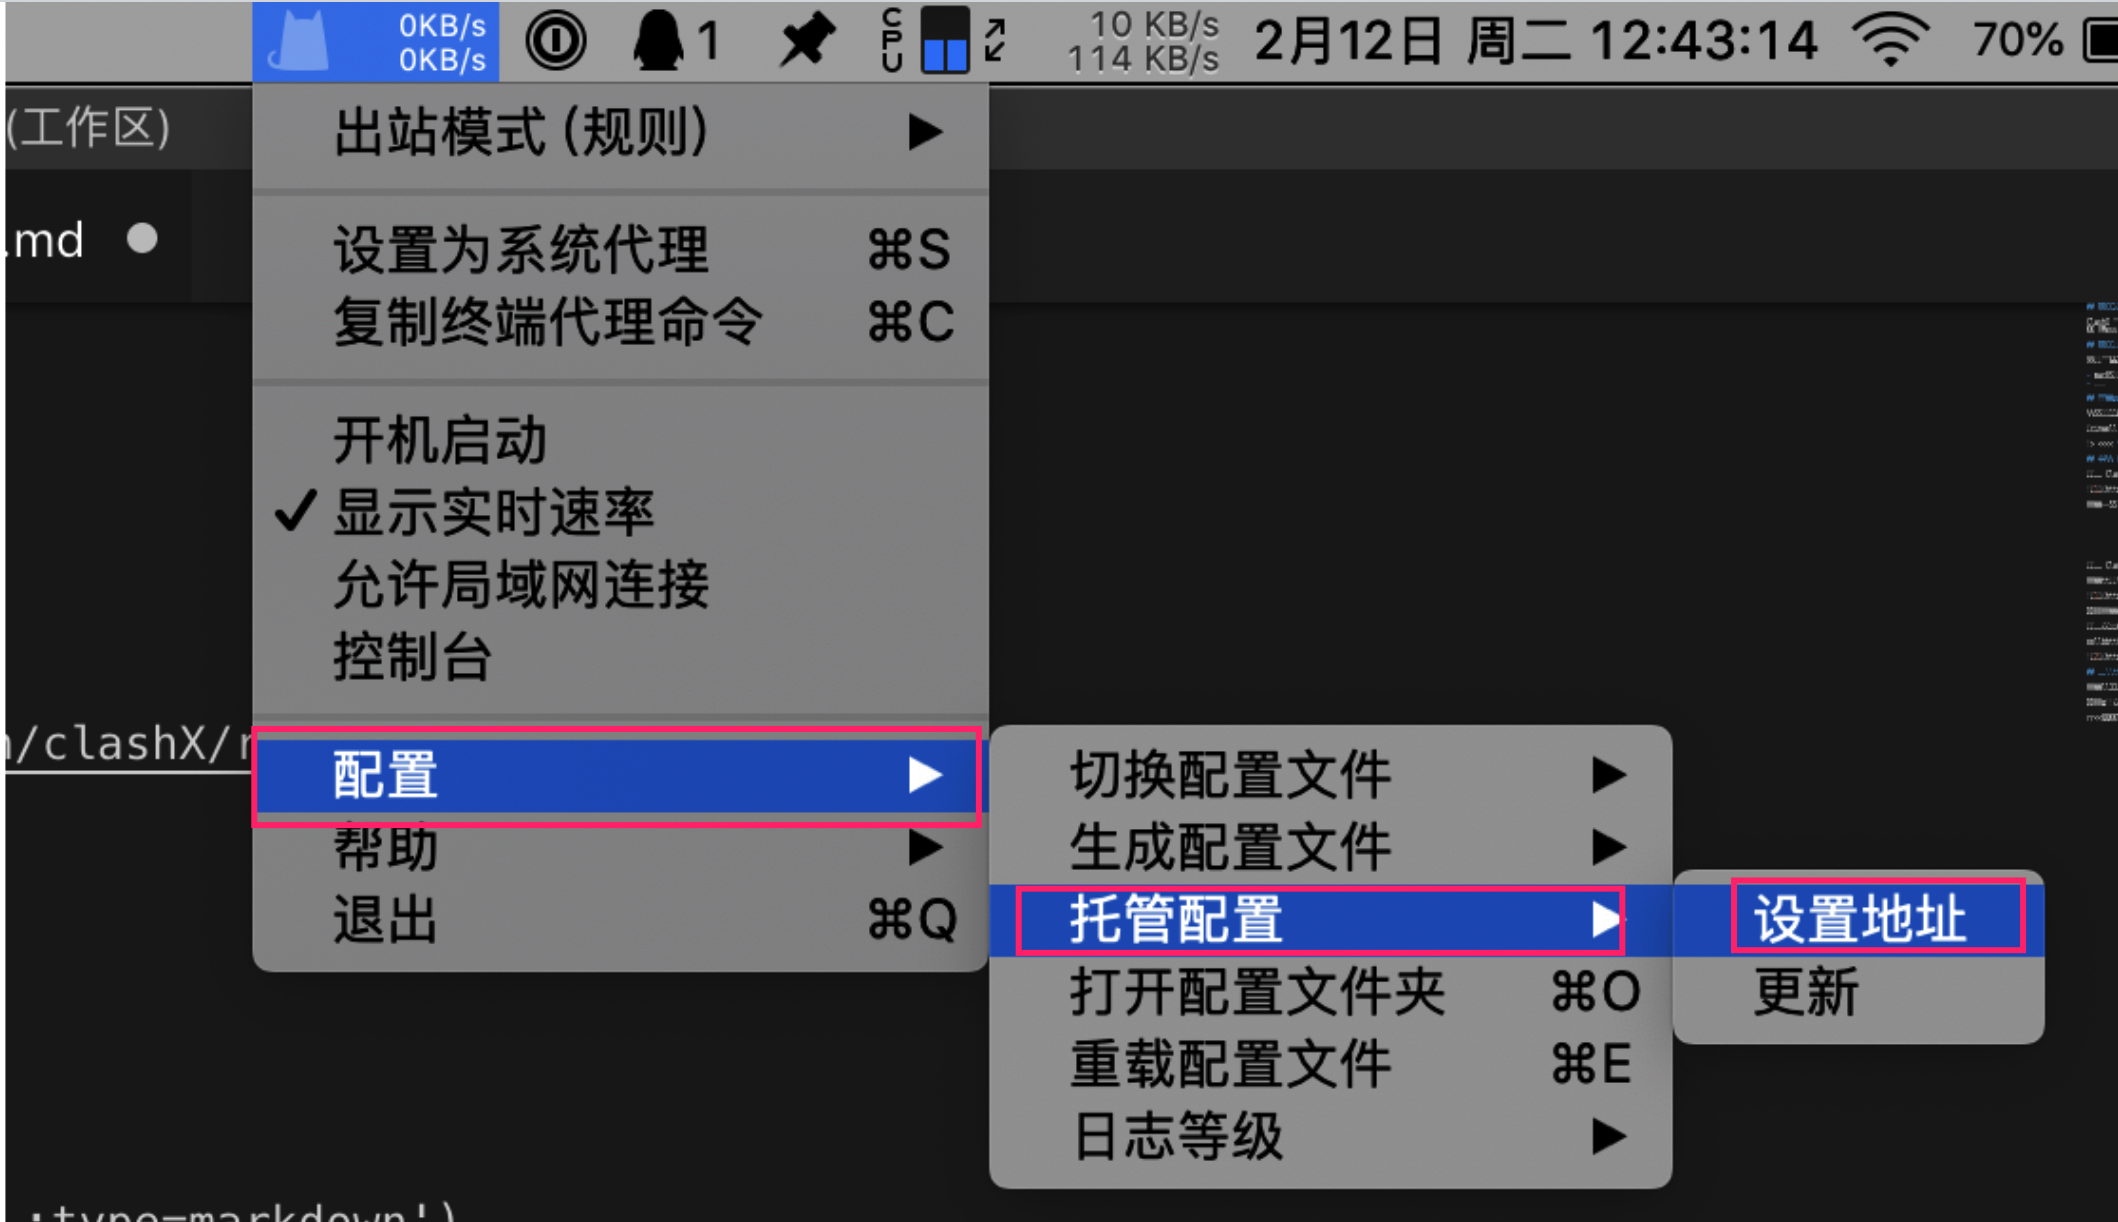 0KB/s
0KB/s
1
CPU
10 KB/s
114 KB/s
2月12日 周二 12:43:14
70%
(工作区)
.md
出站模式 (规则)
设置为系统代理 ⌘S
复制终端代理命令 ⌘C
开机启动
✓ 显示实时速率
允许局域网连接
控制台
/clashX/r
配置
帮助
退出 ⌘Q
切换配置文件
生成配置文件
托管配置
打开配置文件夹 ⌘O
重载配置文件 ⌘E
日志等级
设置地址
更新
:type=markdown')